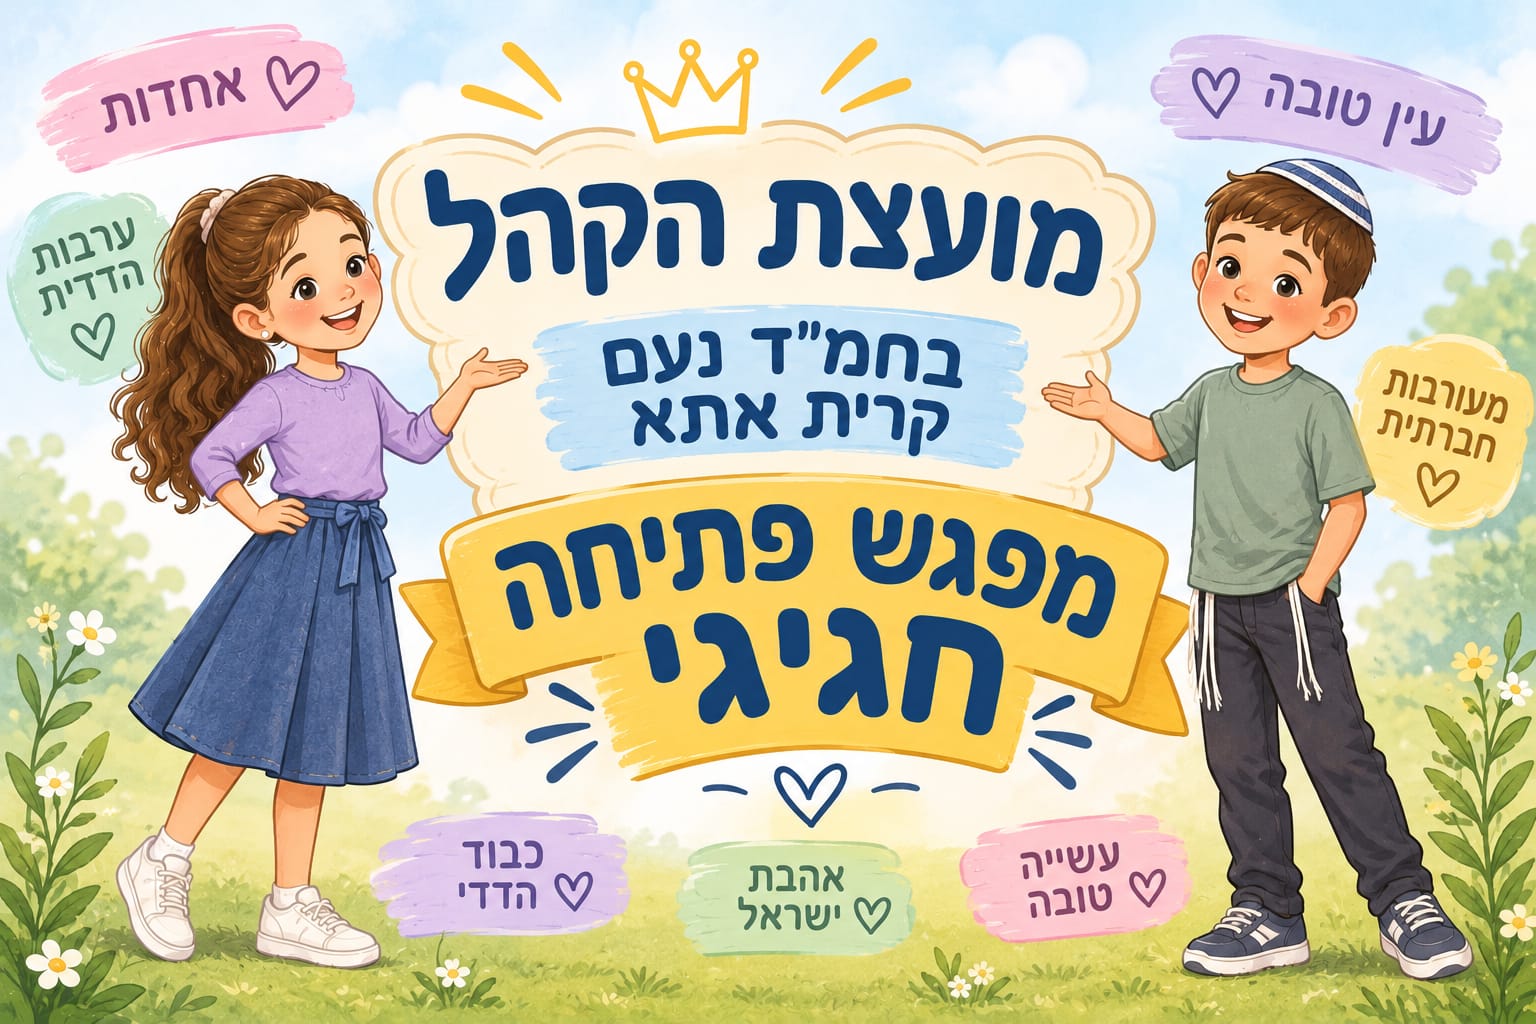 אחדות
עין טובה
מועצת הקהל
ערבות
הדדית
בחמ"ד נעם
קרית אתא
מעורבות
חברתית
מפגש פתיחה
חגיגי
עשייה
טובה
אהבת
ישראל
כבוד
הדדי